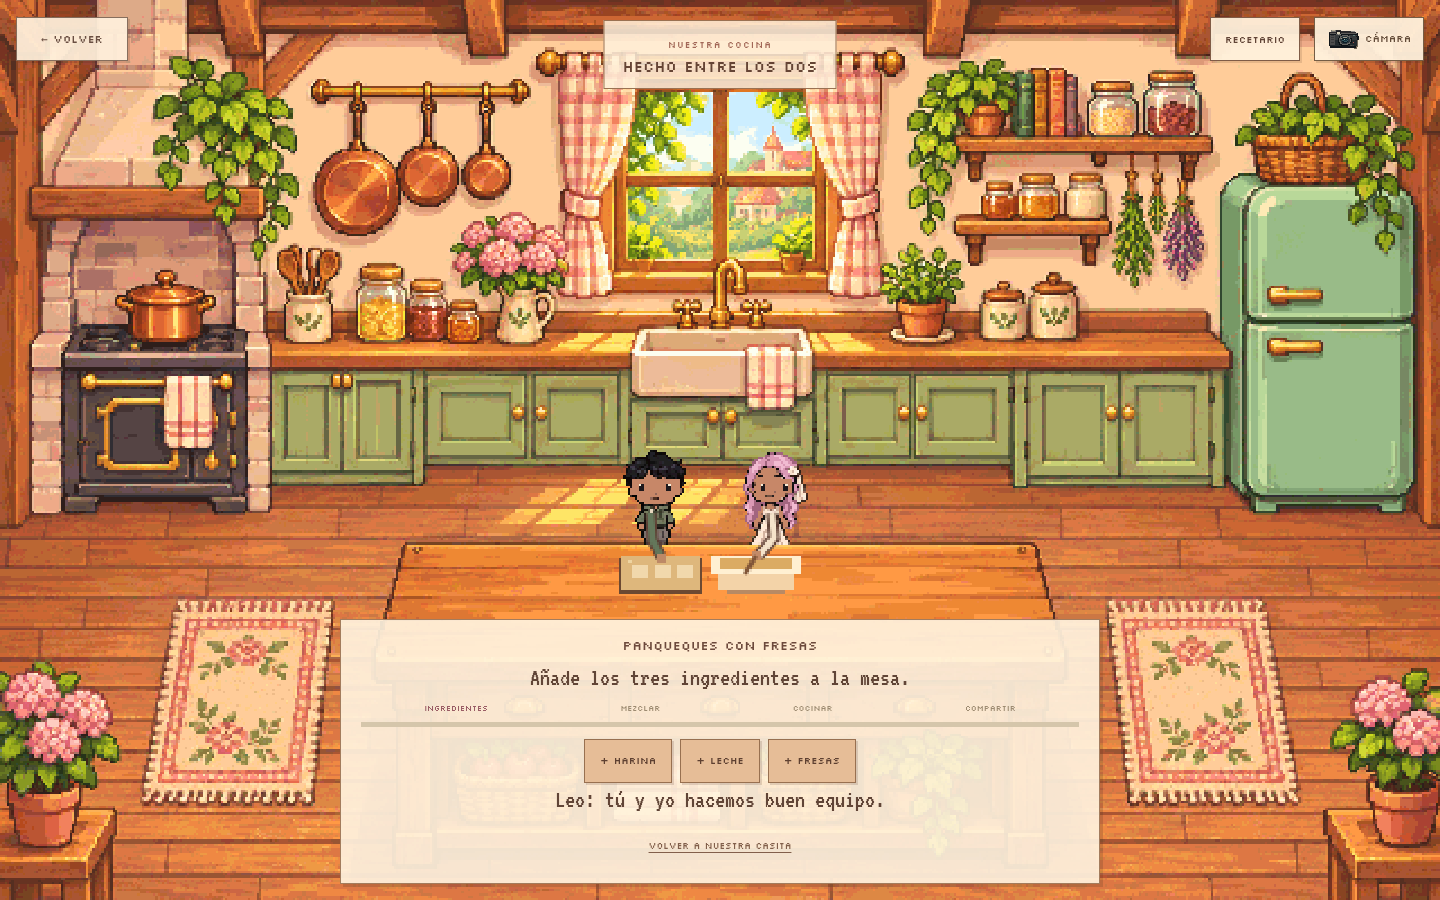 ← VOLVER
NUESTRA COCINA
HECHO ENTRE LOS DOS
RECETARIO
CÁMARA
PANQUEQUES CON FRESAS
Añade los tres ingredientes a la mesa.
INGREDIENTES
MEZCLAR
COCINAR
COMPARTIR
+ HARINA
+ LECHE
+ FRESAS
Leo: tú y yo hacemos buen equipo.
VOLVER A NUESTRA CASITA